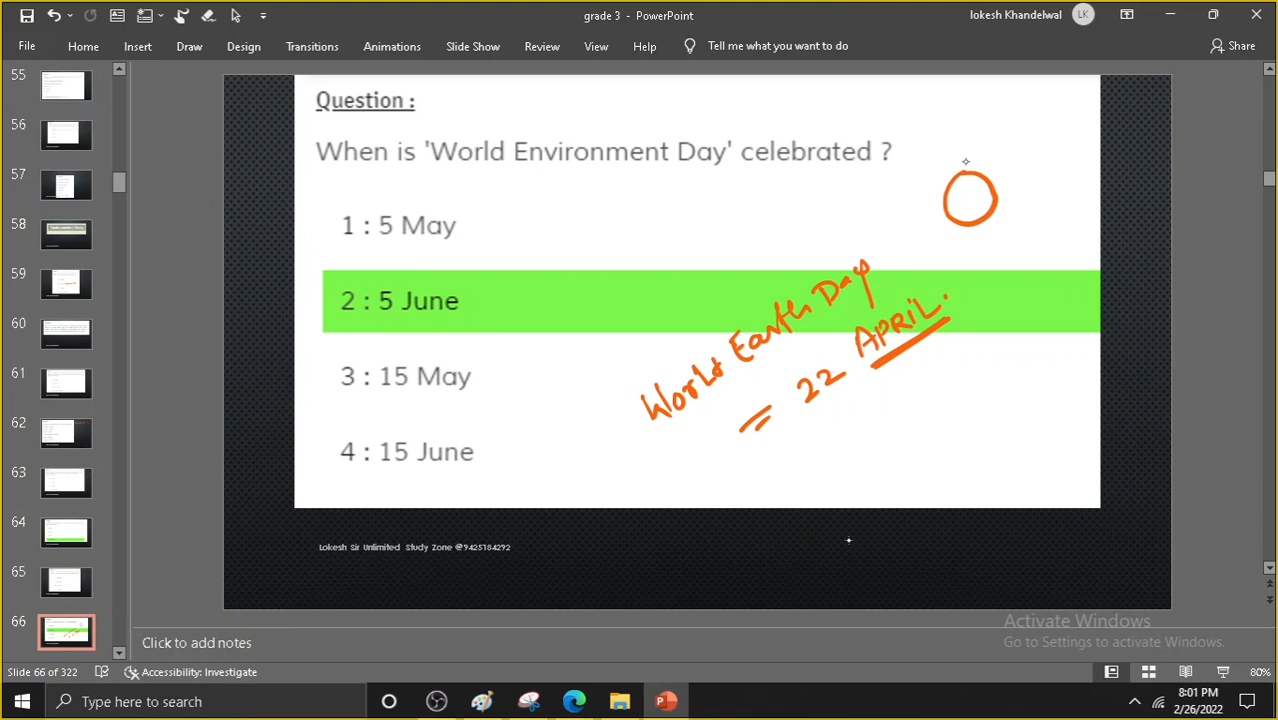 grade 3 - PowerPoint
lokesh Khandelwal
LK
File Home Insert Draw Design Transitions Animations Slide Show Review View Help Tell me what you want to do Share
55
56
57
58
59
60
61
62
63
64
65
66
Question :
When is 'World Environment Day' celebrated ?
1 : 5 May
2 : 5 June
3 : 15 May
4 : 15 June
World Earth Day
= 22 APRIL.
Lokesh Sir Unlimited Study Zone @9425184292
Activate Windows
Go to Settings to activate Windows.
Click to add notes
Slide 66 of 322
Accessibility: Investigate
80%
Type here to search
8:01 PM
2/26/2022